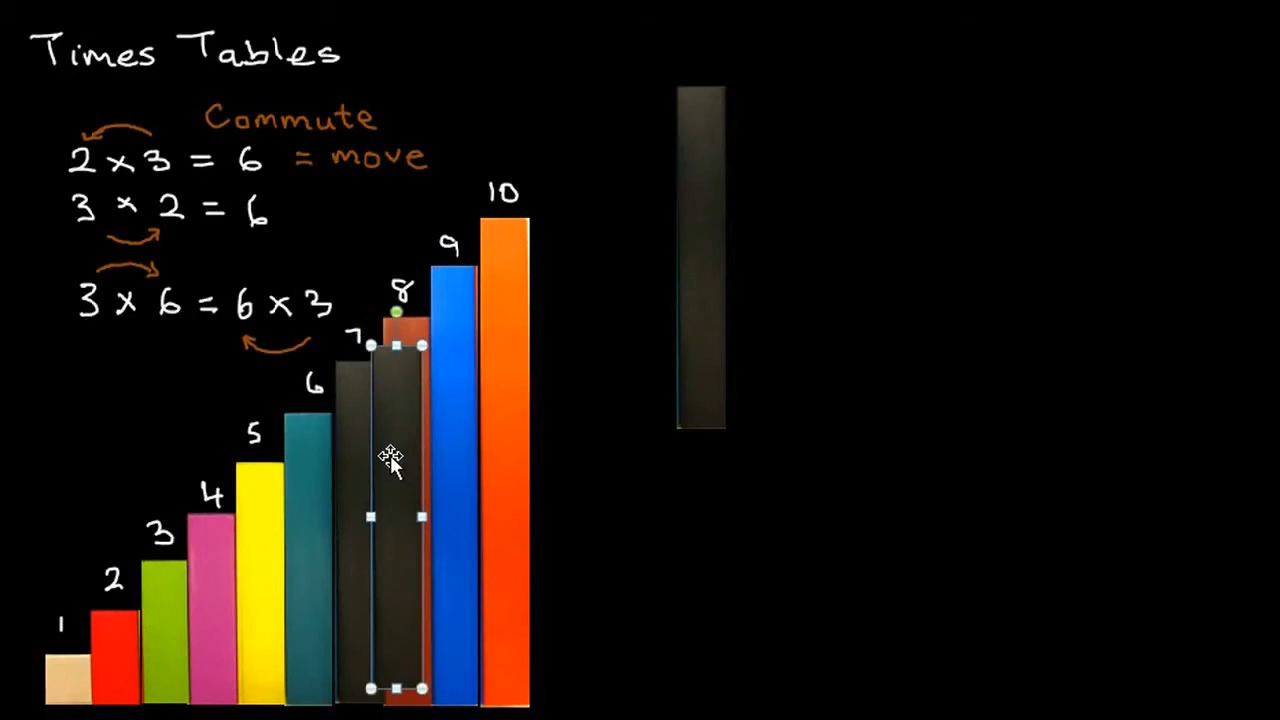 Times Tables
Commute
2 × 3 = 6 = move
3 × 2 = 6
3 × 6 = 6 × 3
1
2
3
4
5
6
7
8
9
10